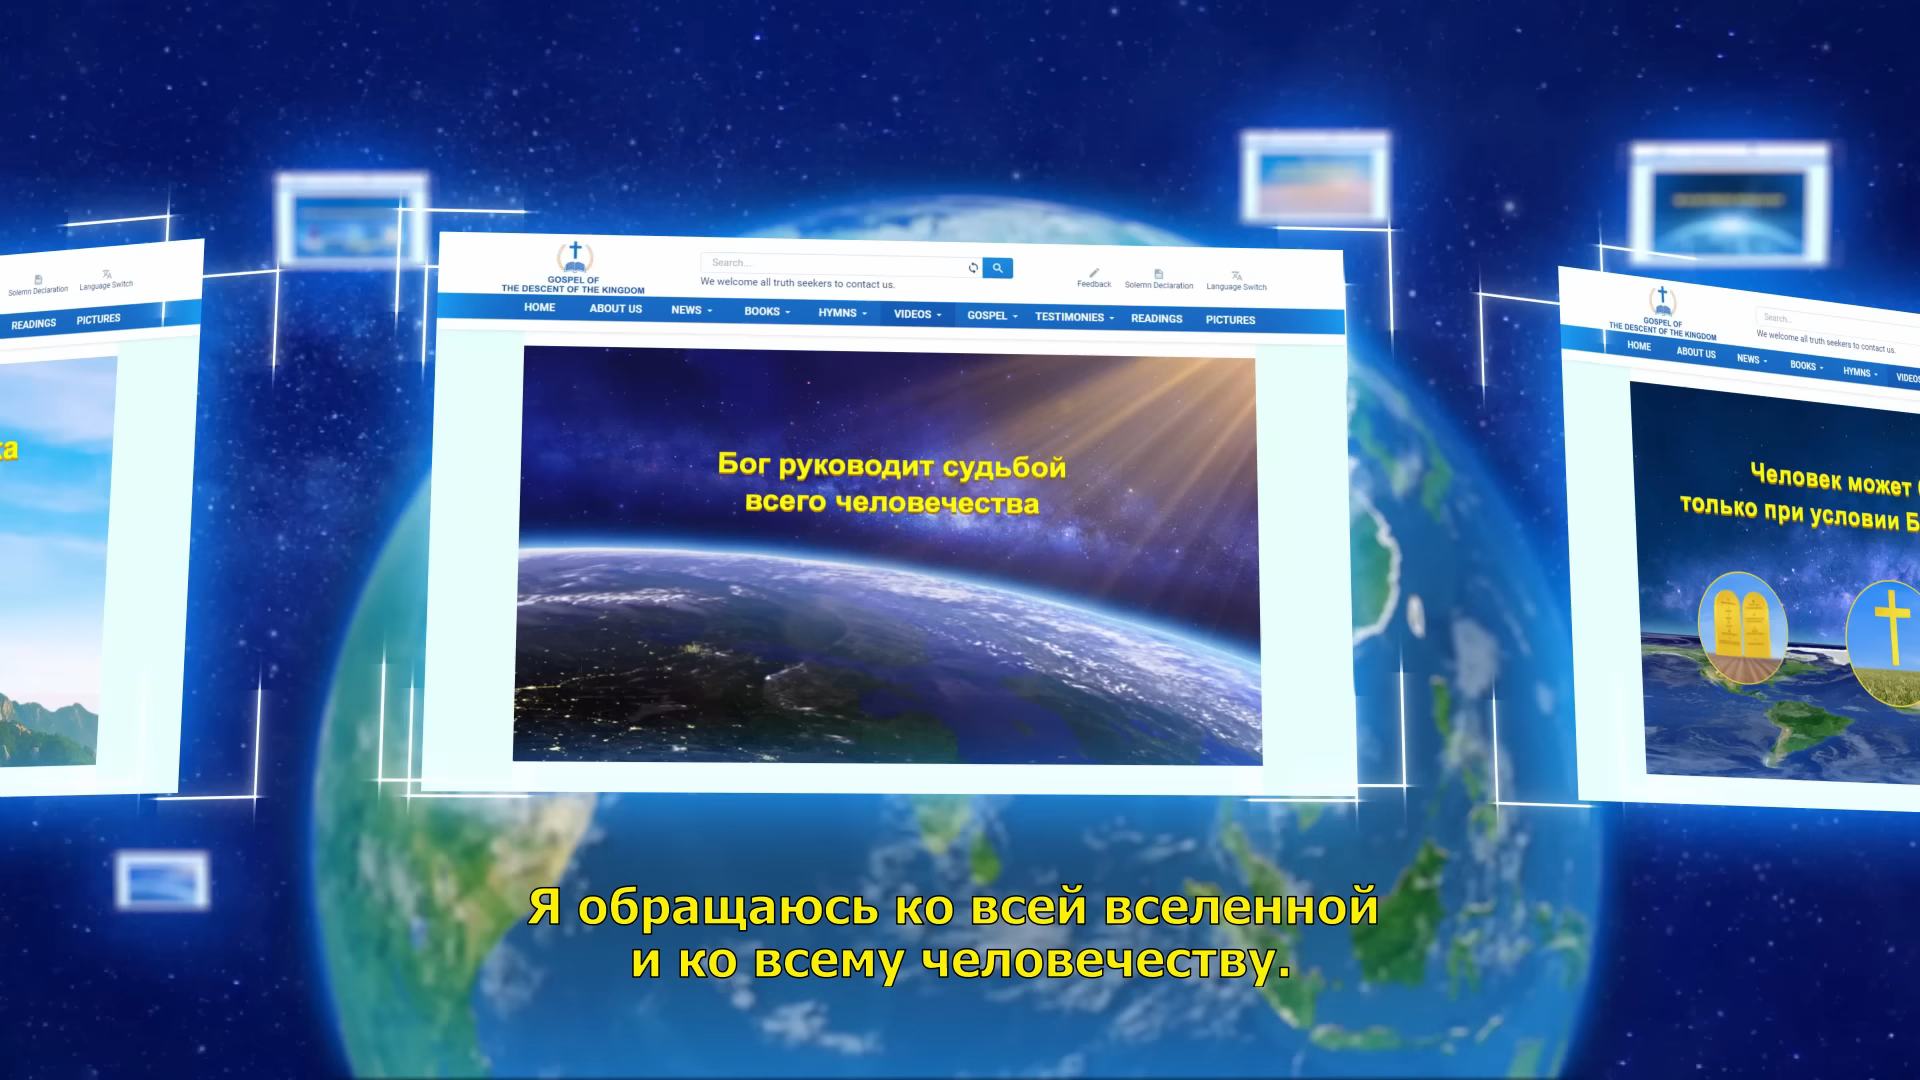 Solemn Declaration
Language Switch
READINGS
PICTURES
GOSPEL OF
THE DESCENT OF THE KINGDOM
Search...
We welcome all truth seekers to contact us.
Feedback
Solemn Declaration
Language Switch
HOME
ABOUT US
NEWS
BOOKS
HYMNS
VIDEOS
GOSPEL
TESTIMONIES
READINGS
PICTURES
Бог руководит судьбой
всего человечества
GOSPEL OF
THE DESCENT OF THE KINGDOM
Search...
We welcome all truth seekers to contact us.
HOME
ABOUT US
NEWS
BOOKS
HYMNS
VIDEOS
Человек может
только при условии
Я обращаюсь ко всей вселенной
и ко всему человечеству.